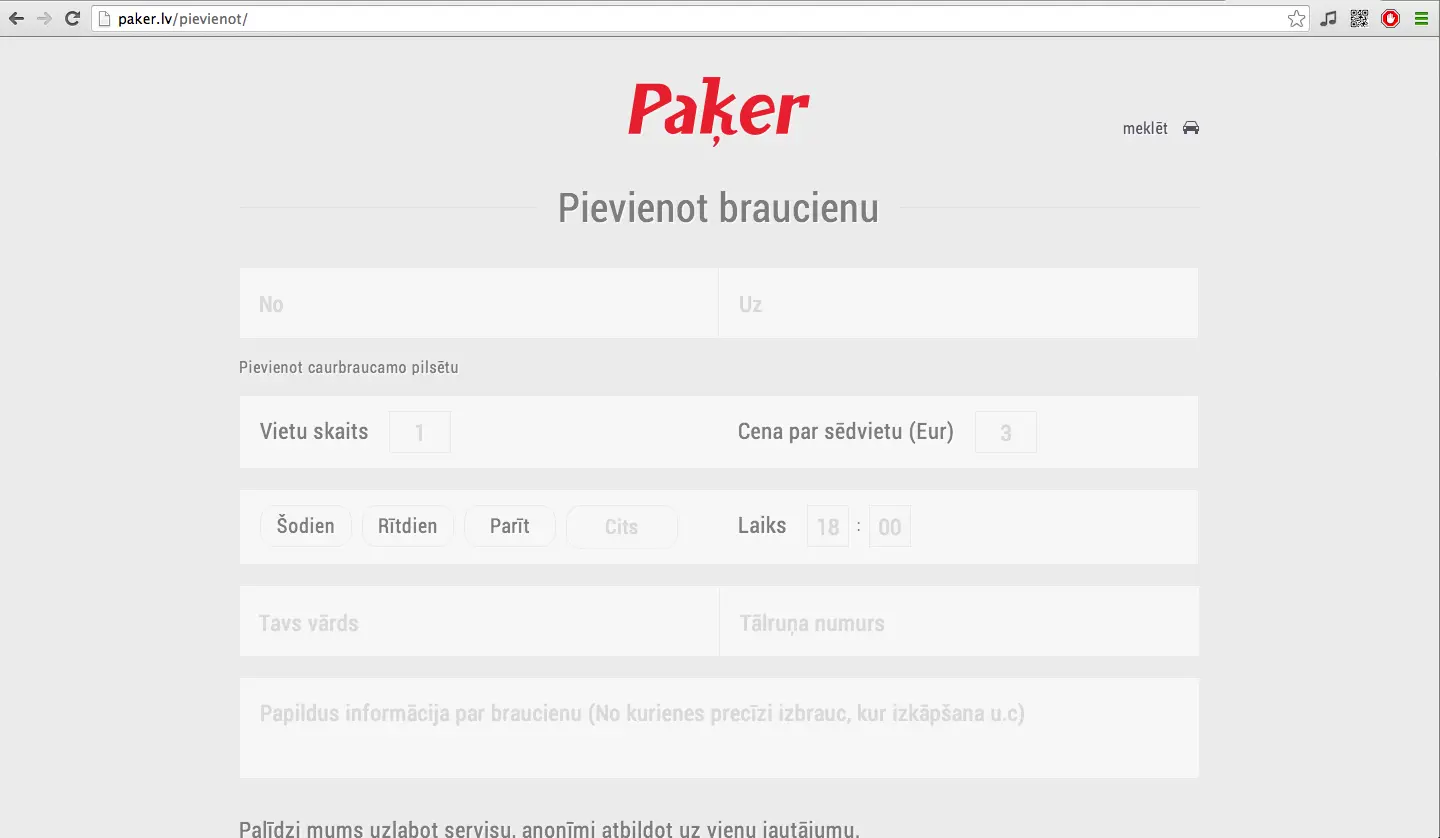 paker.lv/pievienot/
Paķer
meklēt
Pievienot braucienu
No Uz
Pievienot caurbraucamo pilsētu
Vietu skaits 1 Cena par sēdvietu (Eur) 3
Šodien Rītdien Parīt Cits Laiks 18 : 00
Tavs vārds Tālruņa numurs
Papildus informācija par braucienu (No kurienes precīzi izbrauc, kur izkāpšana u.c)
Palīdzi mums uzlabot servisu, anonīmi atbildot uz vienu jautājumu.